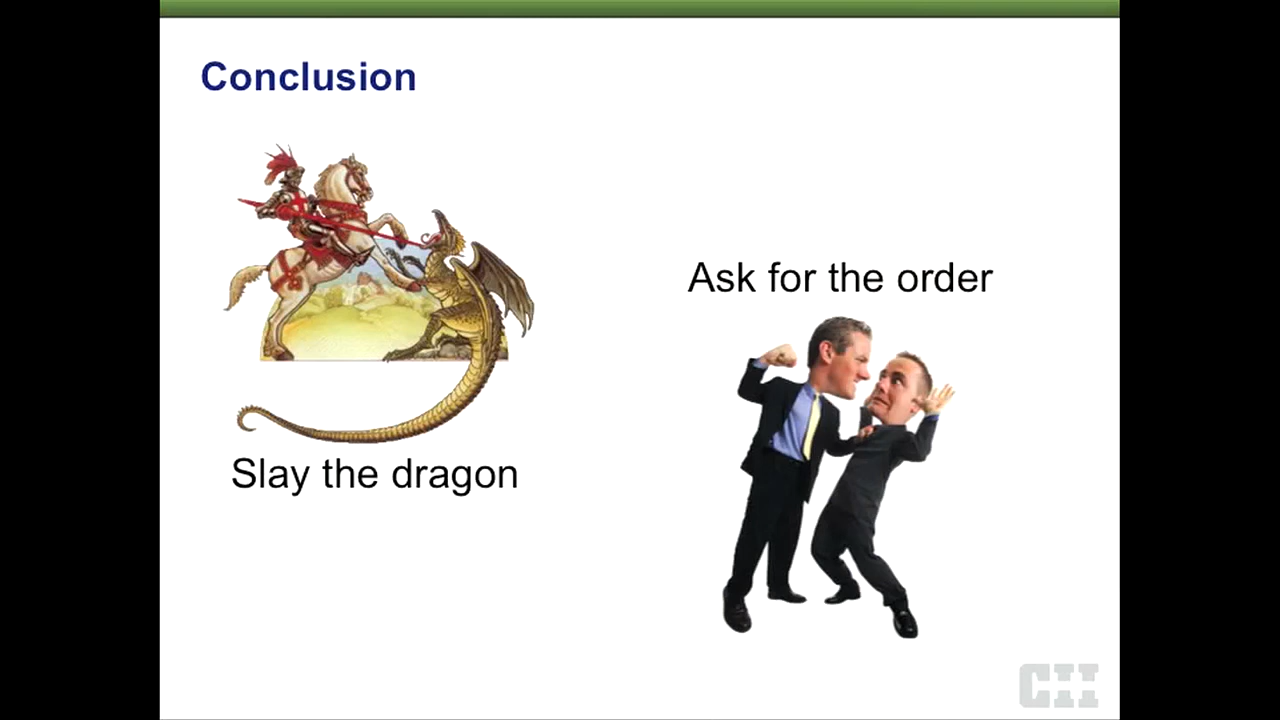 Conclusion
Ask for the order
Slay the dragon
CII